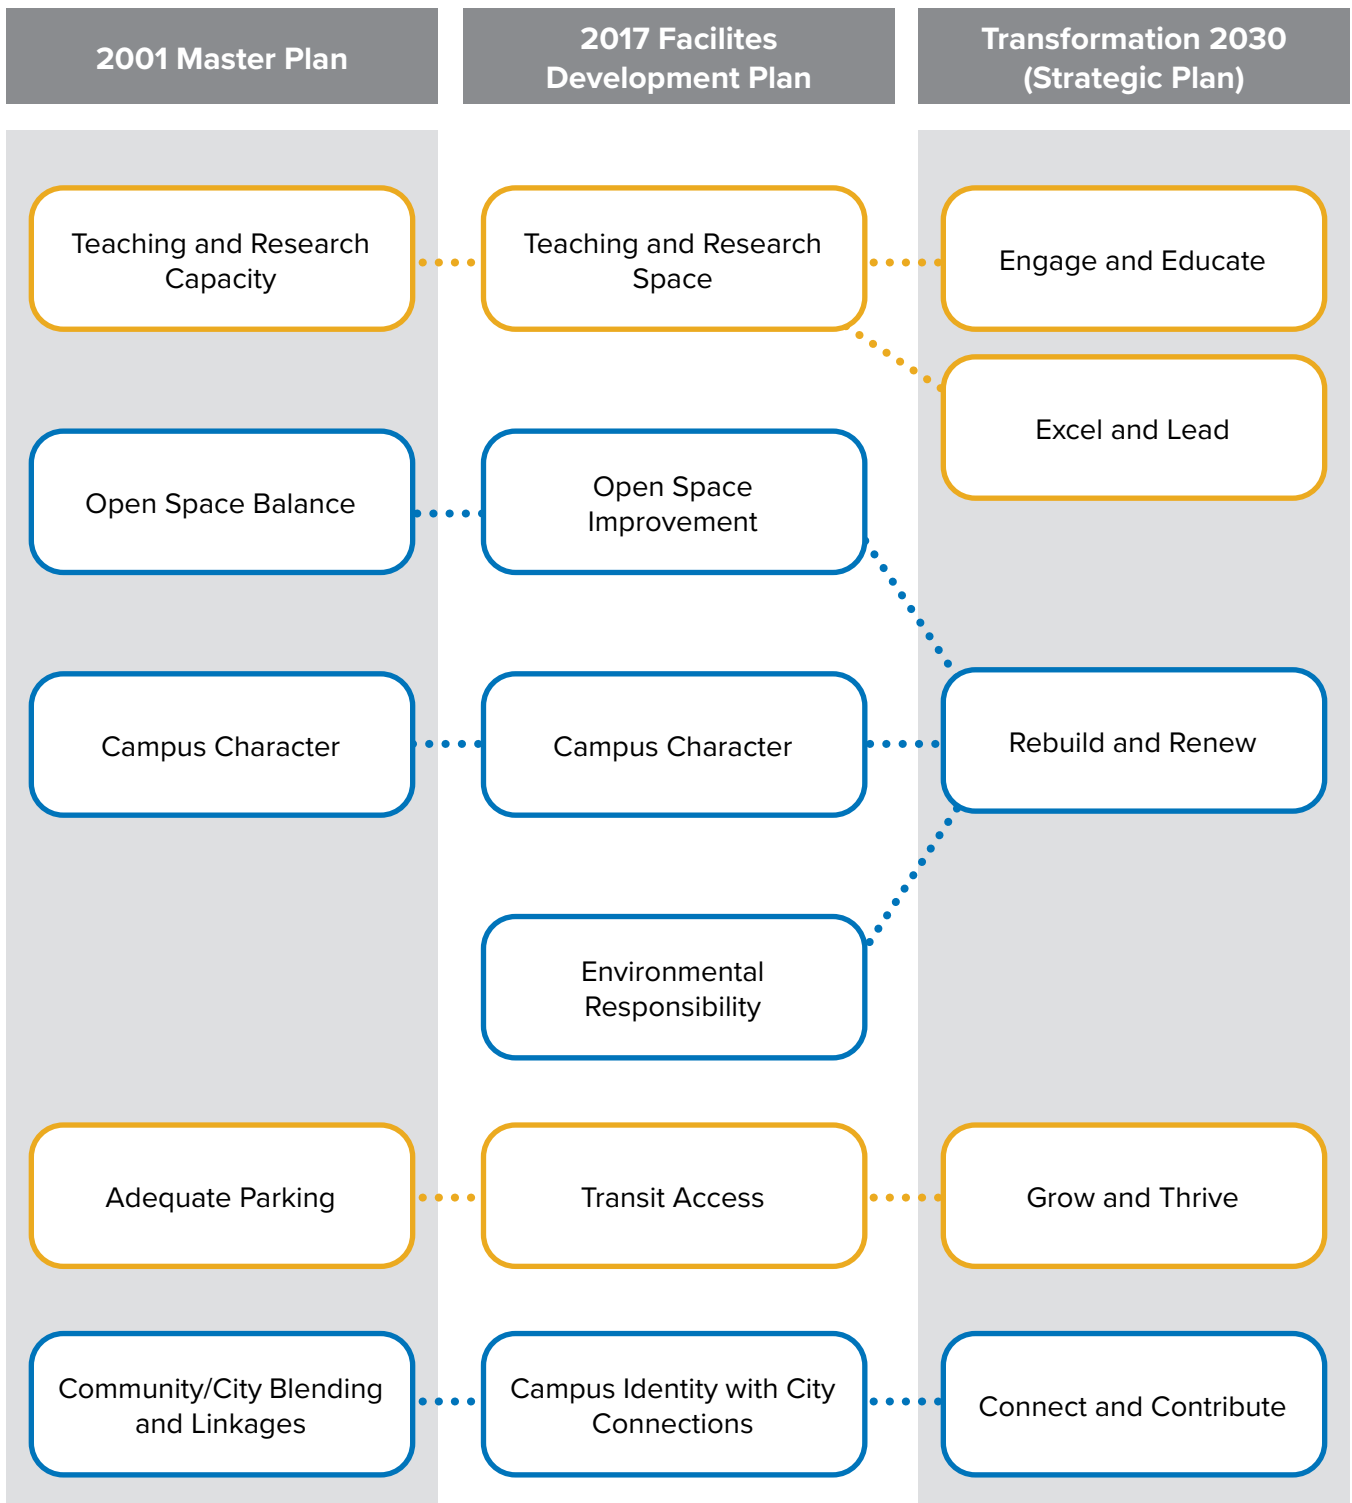 2001 Master Plan
2017 Facilites
Development Plan
Transformation 2030
(Strategic Plan)
Teaching and Research
Capacity
Teaching and Research
Space
Engage and Educate
Excel and Lead
Open Space Balance
Open Space
Improvement
Campus Character
Campus Character
Rebuild and Renew
Environmental
Responsibility
Adequate Parking
Transit Access
Grow and Thrive
Community/City Blending
and Linkages
Campus Identity with City
Connections
Connect and Contribute